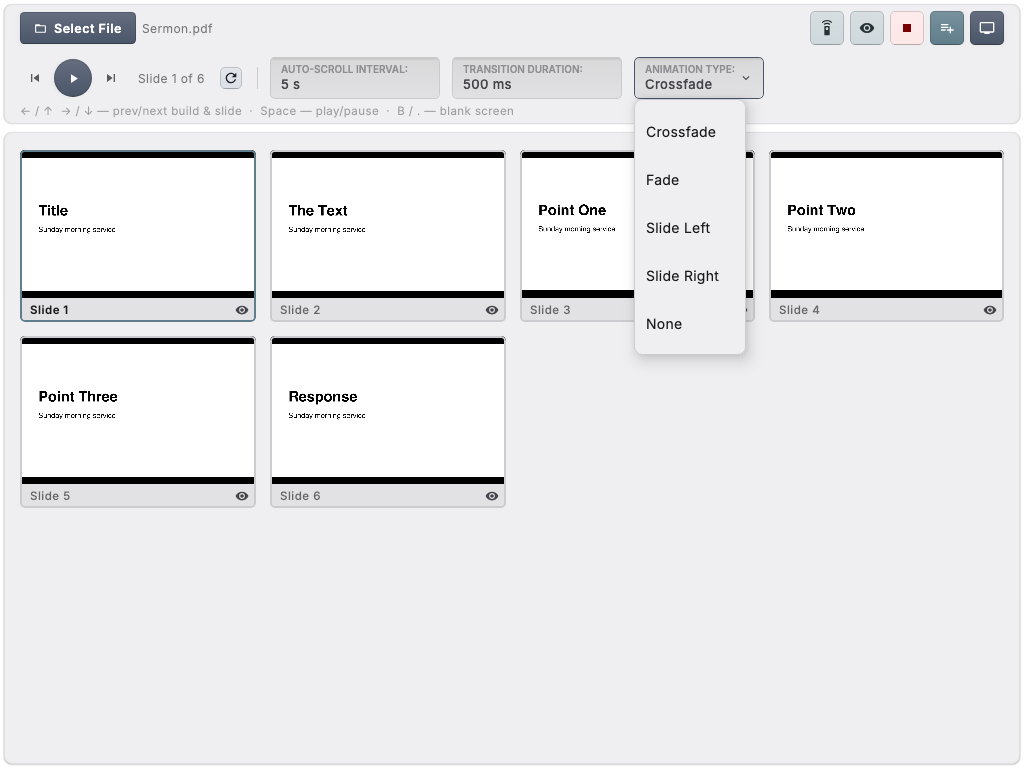 Select File
Sermon.pdf
Slide 1 of 6
AUTO-SCROLL INTERVAL:
5 s
TRANSITION DURATION:
500 ms
ANIMATION TYPE:
Crossfade
← / ↑ → / ↓ — prev/next build & slide · Space — play/pause · B / . — blank screen
Crossfade
Fade
Slide Left
Slide Right
None
Title
Sunday morning service
Slide 1
The Text
Sunday morning service
Slide 2
Point One
Sunday morning service
Slide 3
Point Two
Sunday morning service
Slide 4
Point Three
Sunday morning service
Slide 5
Response
Sunday morning service
Slide 6